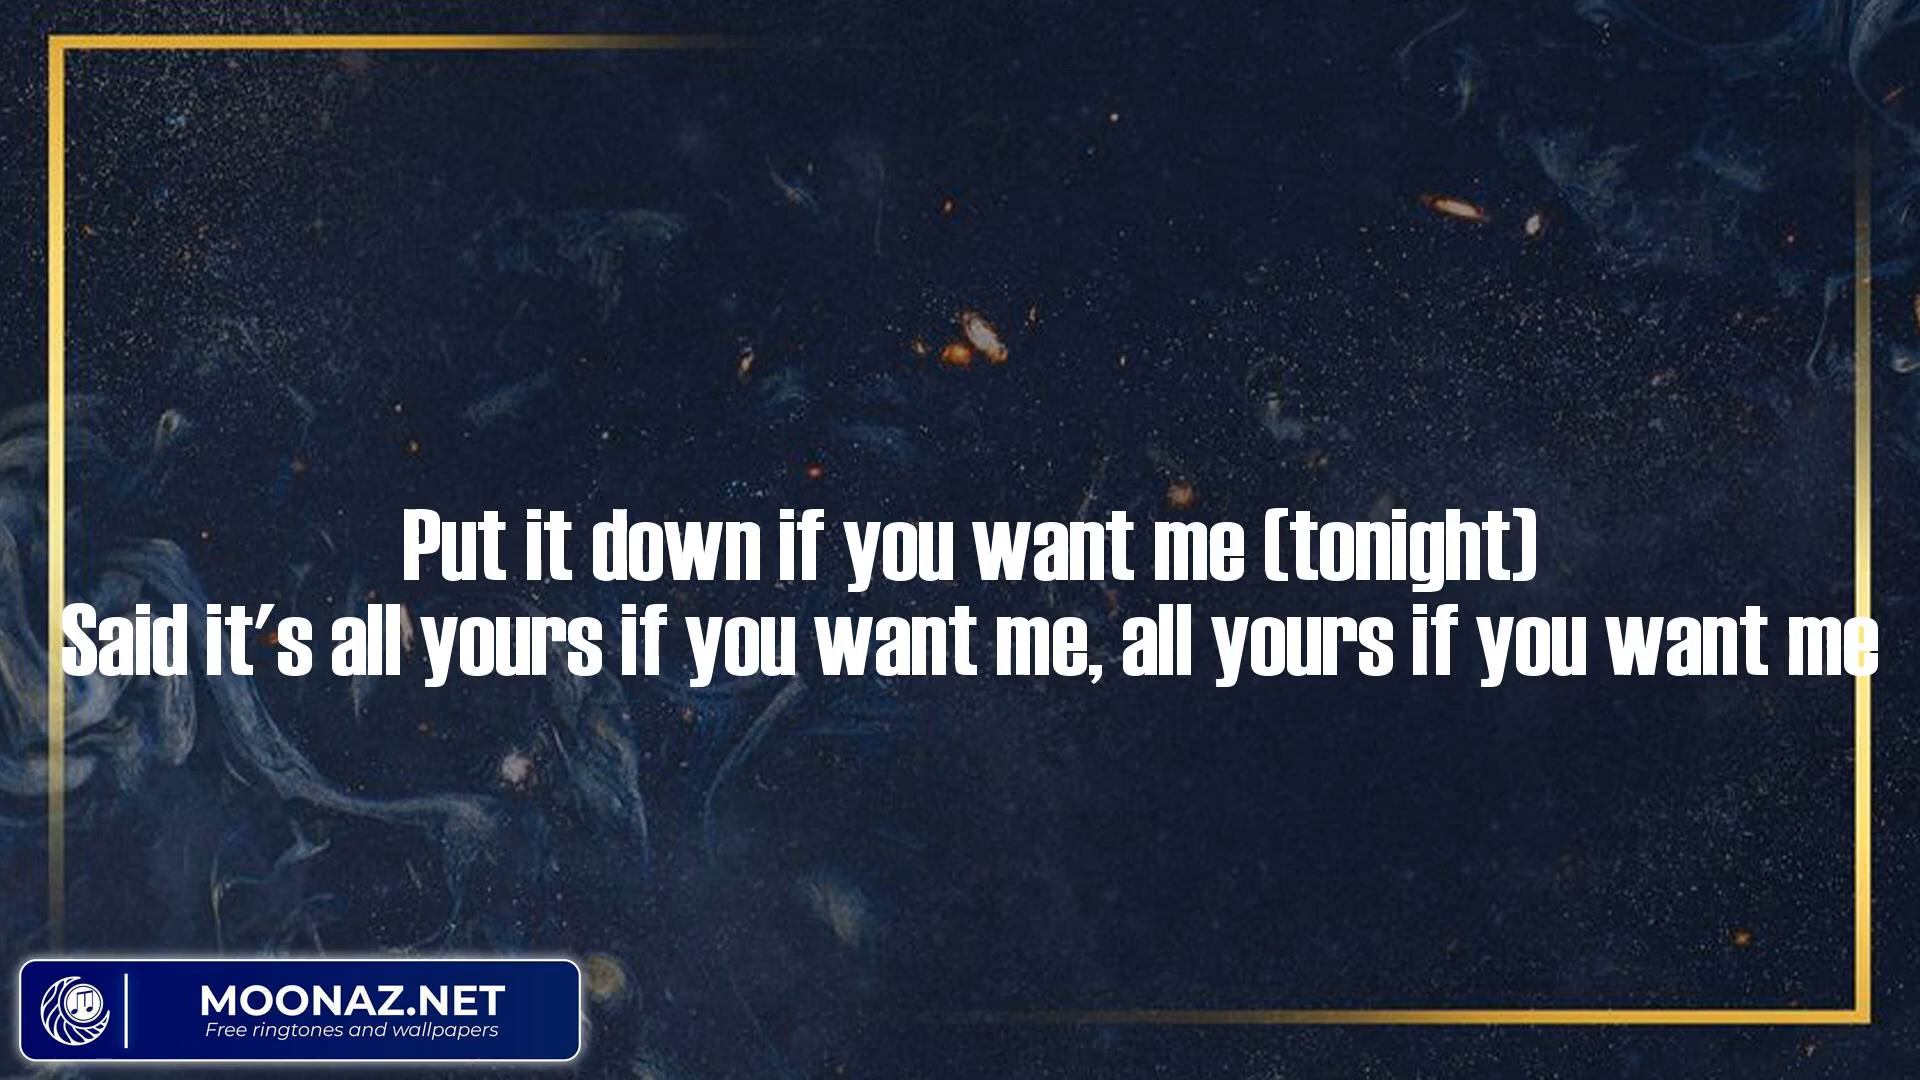 Put it down if you want me (tonight)
Said it's all yours if you want me, all yours if you want me
MOONAZ.NET
Free ringtones and wallpapers